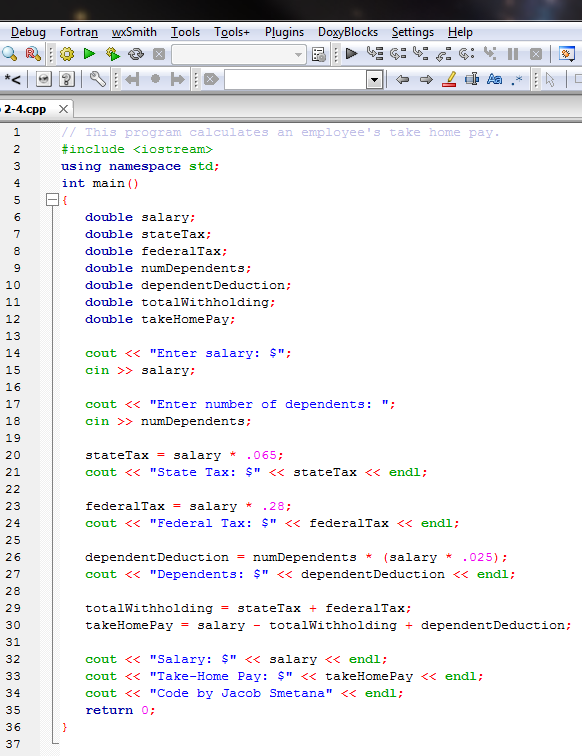 Debug Fortran wxSmith Tools Tools+ Plugins DoxyBlocks Settings Help
*< Aa .*
2-4.cpp
1 // This program calculates an employee's take home pay.
2 #include <iostream>
3 using namespace std;
4 int main()
5 {
6 double salary;
7 double stateTax;
8 double federalTax;
9 double numDependents;
10 double dependentDeduction;
11 double totalWithholding;
12 double takeHomePay;
13
14 cout << "Enter salary: $";
15 cin >> salary;
16
17 cout << "Enter number of dependents: ";
18 cin >> numDependents;
19
20 stateTax = salary * .065;
21 cout << "State Tax: $" << stateTax << endl;
22
23 federalTax = salary * .28;
24 cout << "Federal Tax: $" << federalTax << endl;
25
26 dependentDeduction = numDependents * (salary * .025);
27 cout << "Dependents: $" << dependentDeduction << endl;
28
29 totalWithholding = stateTax + federalTax;
30 takeHomePay = salary - totalWithholding + dependentDeduction;
31
32 cout << "Salary: $" << salary << endl;
33 cout << "Take-Home Pay: $" << takeHomePay << endl;
34 cout << "Code by Jacob Smetana" << endl;
35 return 0;
36 }
37